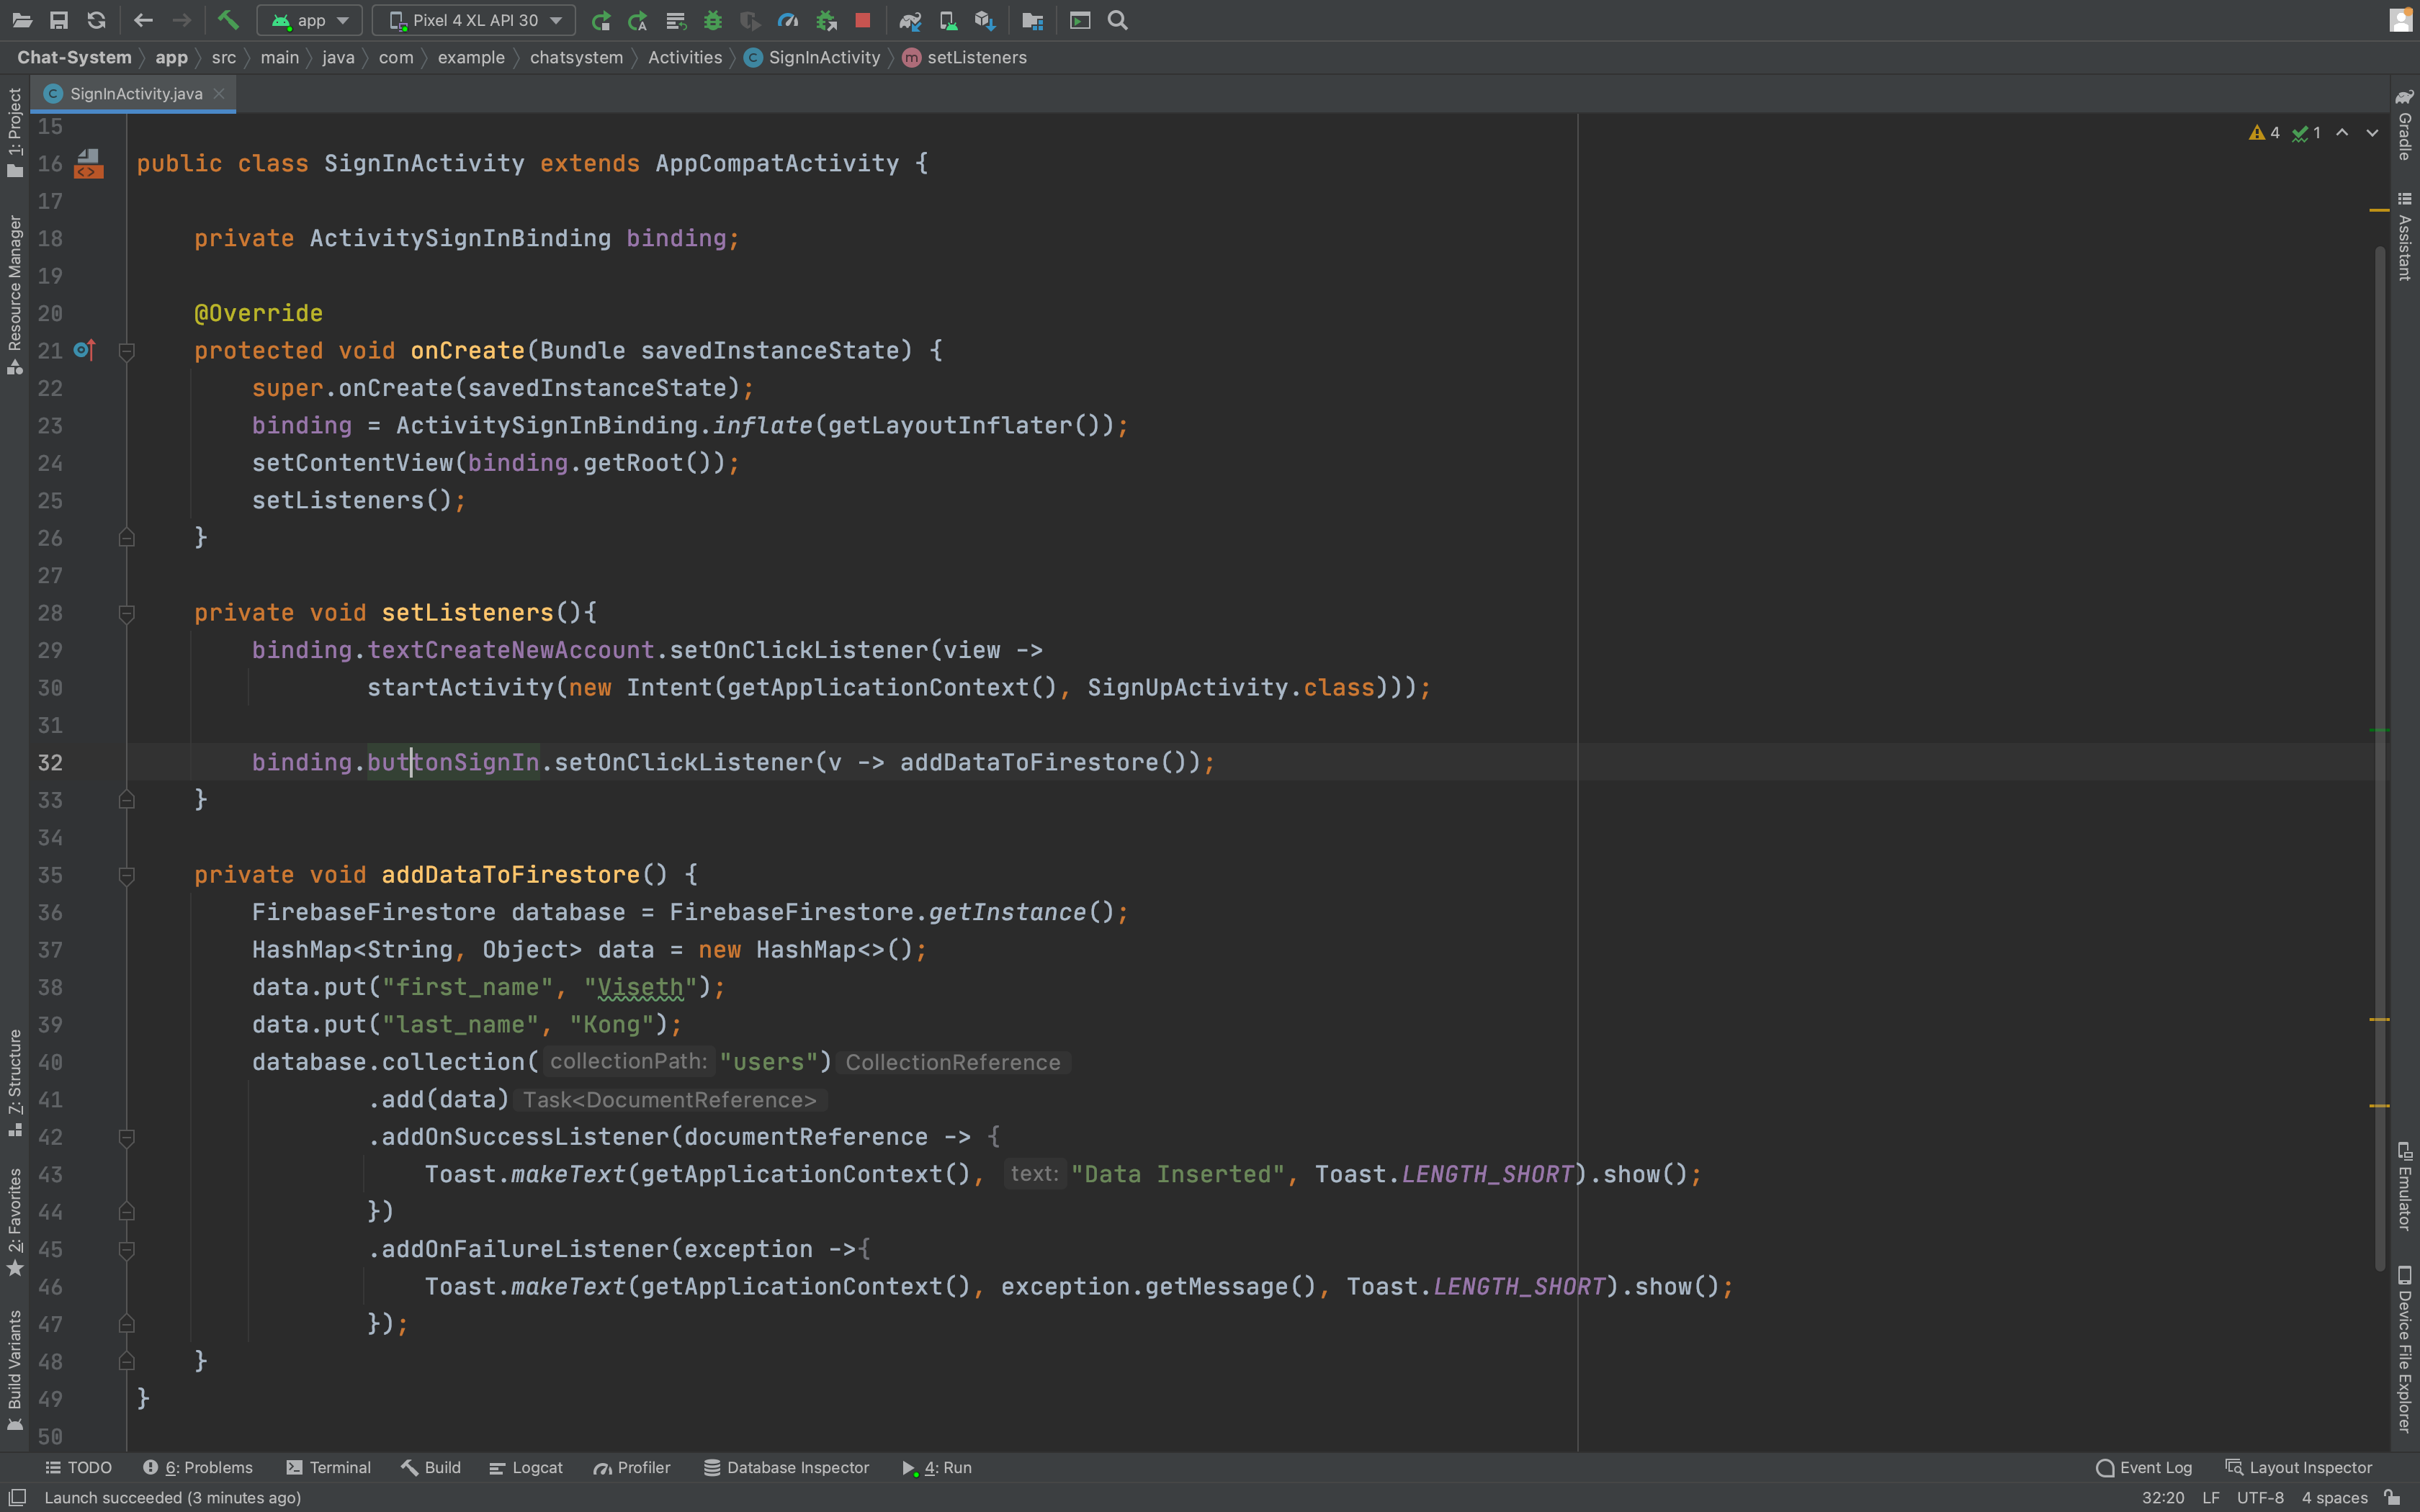 app
Pixel 4 XL API 30
Chat-System app src main java com example chatsystem Activities C SignInActivity m setListeners
C SignInActivity.java
1: Project
Resource Manager
7: Structure
2: Favorites
Build Variants
4 1
15
16 public class SignInActivity extends AppCompatActivity {
17
18 private ActivitySignInBinding binding;
19
20 @Override
21 protected void onCreate(Bundle savedInstanceState) {
22 super.onCreate(savedInstanceState);
23 binding = ActivitySignInBinding.inflate(getLayoutInflater());
24 setContentView(binding.getRoot());
25 setListeners();
26 }
27
28 private void setListeners(){
29 binding.textCreateNewAccount.setOnClickListener(view ->
30 startActivity(new Intent(getApplicationContext(), SignUpActivity.class)));
31
32 binding.buttonSignIn.setOnClickListener(v -> addDataToFirestore());
33 }
34
35 private void addDataToFirestore() {
36 FirebaseFirestore database = FirebaseFirestore.getInstance();
37 HashMap<String, Object> data = new HashMap<>();
38 data.put("first_name", "Viseth");
39 data.put("last_name", "Kong");
40 database.collection( collectionPath: "users") CollectionReference
41 .add(data) Task<DocumentReference>
42 .addOnSuccessListener(documentReference -> {
43 Toast.makeText(getApplicationContext(), text: "Data Inserted", Toast.LENGTH_SHORT).show();
44 })
45 .addOnFailureListener(exception ->{
46 Toast.makeText(getApplicationContext(), exception.getMessage(), Toast.LENGTH_SHORT).show();
47 });
48 }
49 }
50
Gradle
Assistant
Emulator
Device File Explorer
TODO 6: Problems Terminal Build Logcat Profiler Database Inspector 4: Run Event Log Layout Inspector
Launch succeeded (3 minutes ago) 32:20 LF UTF-8 4 spaces